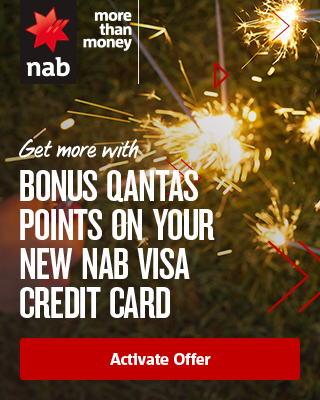 more
than
money
nab
Get more with
BONUS QANTAS
POINTS ON YOUR
NEW NAB VISA
CREDIT CARD
Activate Offer